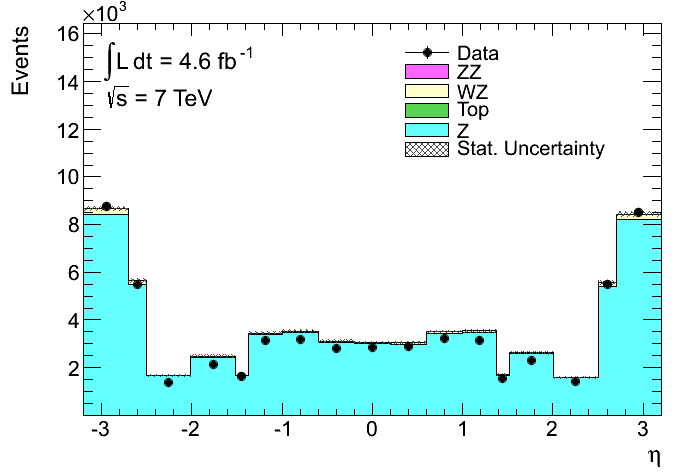 ×10³
Events
∫L dt = 4.6 fb⁻¹
√s = 7 TeV
Data
ZZ
WZ
Top
Z
Stat. Uncertainty
16
14
12
10
8
6
4
2
-3 -2 -1 0 1 2 3
η